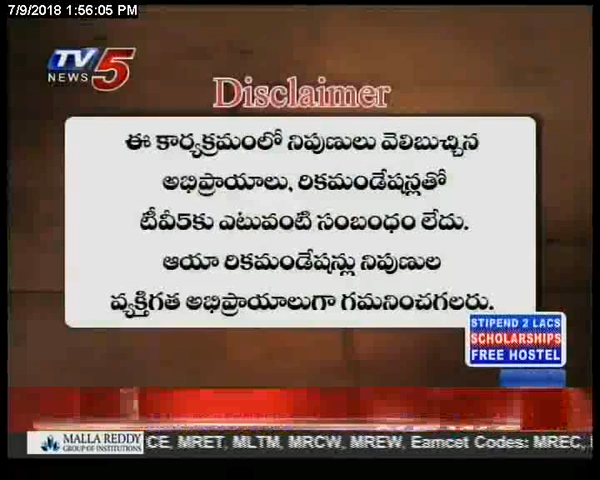 7/9/2018 1:56:05 PM
TV5
NEWS
Disclaimer
ఈ కార్యక్రమంలో నిపుణులు వెలిబుచ్చిన
అభిప్రాయాలు, రికమండేషన్లతో
టీవీ5కు ఎటువంటి సంబంధం లేదు.
ఆయా రికమండేషన్లు నిపుణుల
వ్యక్తిగత అభిప్రాయాలుగా గమనించగలరు.
STIPEND 2 LACS
SCHOLARSHIPS
FREE HOSTEL
MALLA REDDY
GROUP OF INSTITUTIONS
CE, MRET, MLTM, MRCW, MREW, Eamcet Codes: MREC,